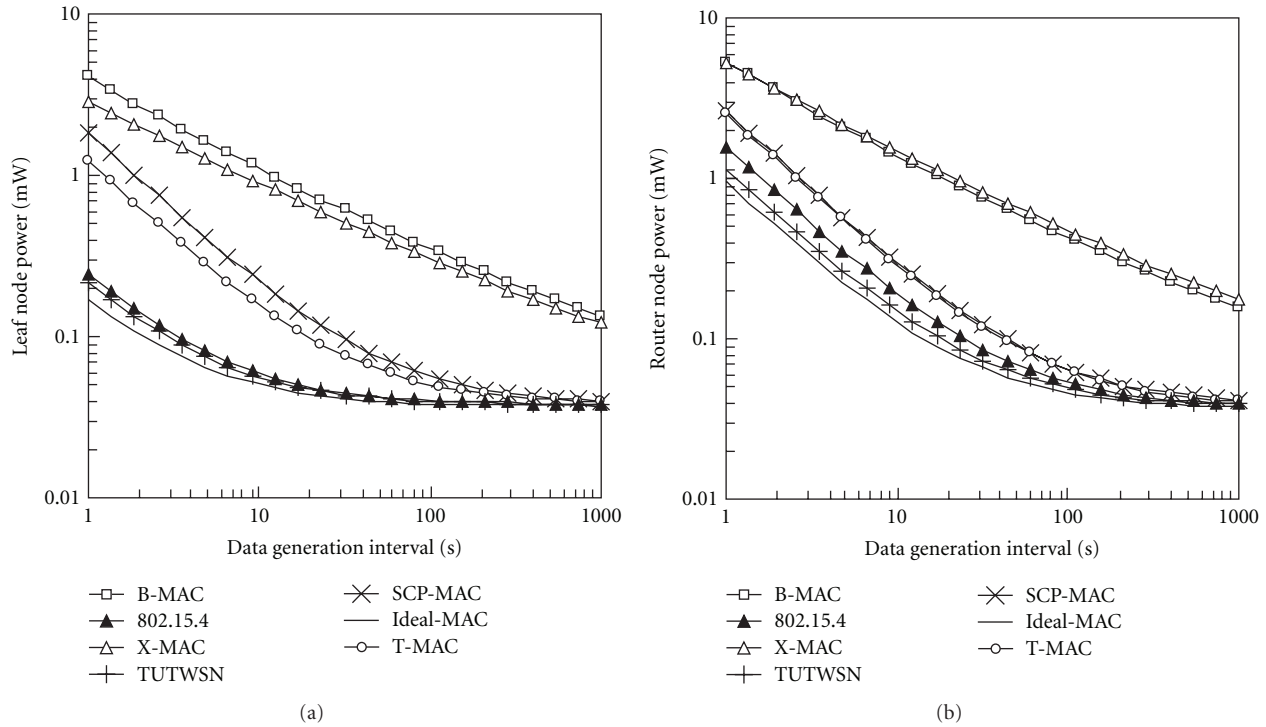 10
1
0.1
0.01
Leaf node power (mW)
1
10
100
1000
Data generation interval (s)
B-MAC
802.15.4
X-MAC
TUTWSN
SCP-MAC
Ideal-MAC
T-MAC
(a)
10
1
0.1
0.01
Router node power (mW)
1
10
100
1000
Data generation interval (s)
B-MAC
802.15.4
X-MAC
TUTWSN
SCP-MAC
Ideal-MAC
T-MAC
(b)